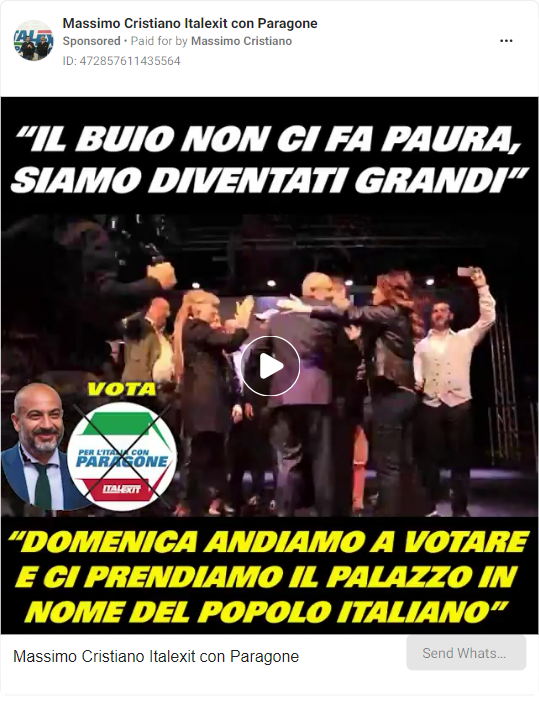 Massimo Cristiano Italexit con Paragone
Sponsored • Paid for by Massimo Cristiano
ID: 472857611435564
“IL BUIO NON CI FA PAURA,
SIAMO DIVENTATI GRANDI”
VOTA
PER L'ITALIA CON
PARAGONE
ITALEXIT
“DOMENICA ANDIAMO A VOTARE
E CI PRENDIAMO IL PALAZZO IN
NOME DEL POPOLO ITALIANO”
Massimo Cristiano Italexit con Paragone
Send Whats...